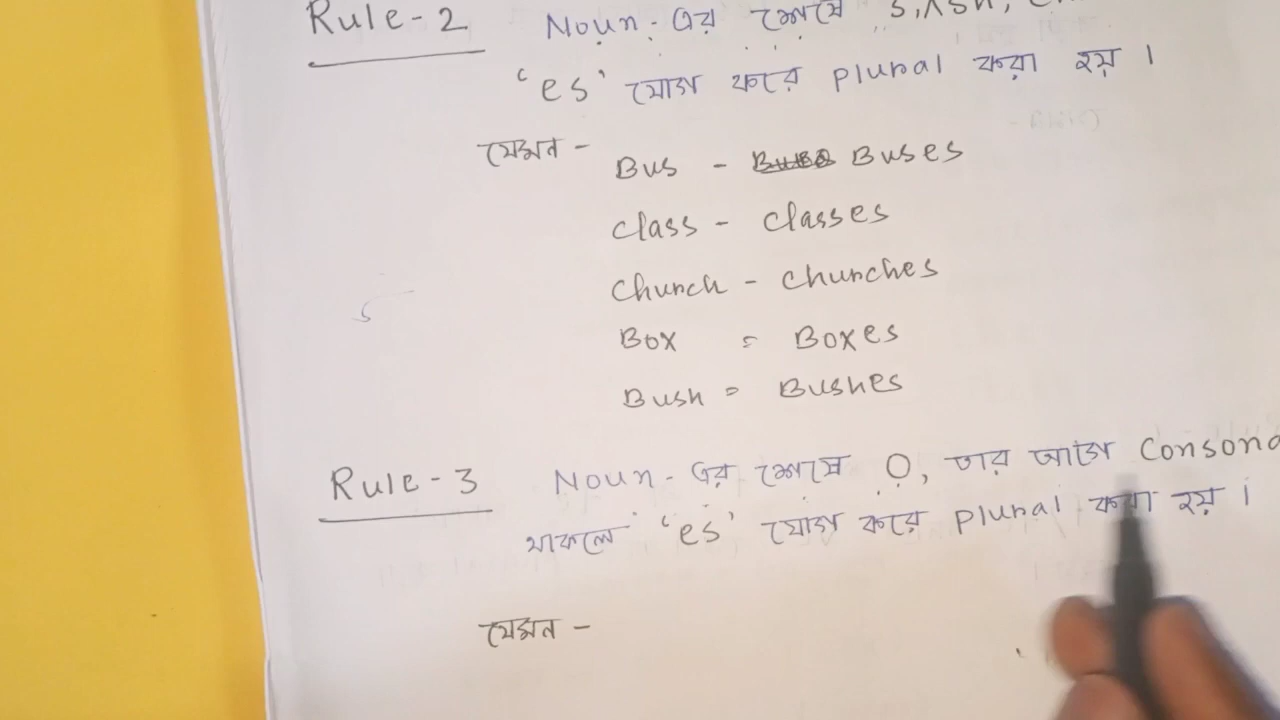 Rule-2 Noun-এর শেষে s,
'es' যোগ করে plural করা হয়।
যেমন-
Bus - Buses
class - classes
Church - Churches
Box = Boxes
Bush = Bushes
Rule-3 Noun-এর শেষে O, তার আগে Consona
থাকলে 'es' যোগ করে plural করা হয়।
যেমন -